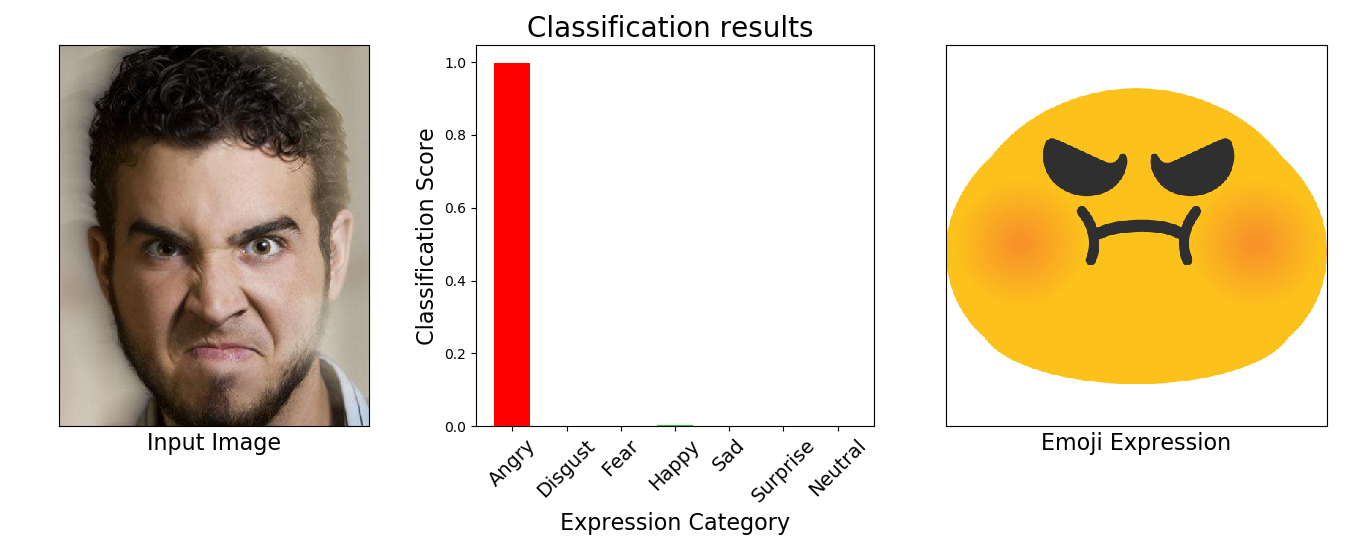 Classification results
Classification Score
1.0
0.8
0.6
0.4
0.2
0.0
Angry
Disgust
Fear
Happy
Sad
Surprise
Neutral
Expression Category
Input Image
Emoji Expression